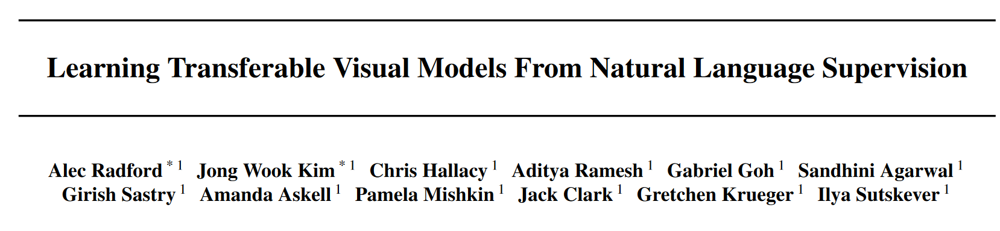 Learning Transferable Visual Models From Natural Language Supervision
Alec Radford * 1 Jong Wook Kim * 1 Chris Hallacy 1 Aditya Ramesh 1 Gabriel Goh 1 Sandhini Agarwal 1
Girish Sastry 1 Amanda Askell 1 Pamela Mishkin 1 Jack Clark 1 Gretchen Krueger 1 Ilya Sutskever 1